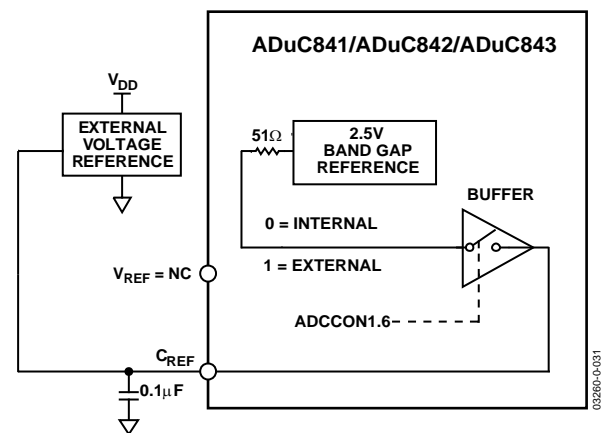 ADuC841/ADuC842/ADuC843
VDD
EXTERNAL
VOLTAGE
REFERENCE
51Ω
2.5V
BAND GAP
REFERENCE
BUFFER
0 = INTERNAL
1 = EXTERNAL
VREF = NC
ADCCON1.6
CREF
0.1μF
03260-0-031